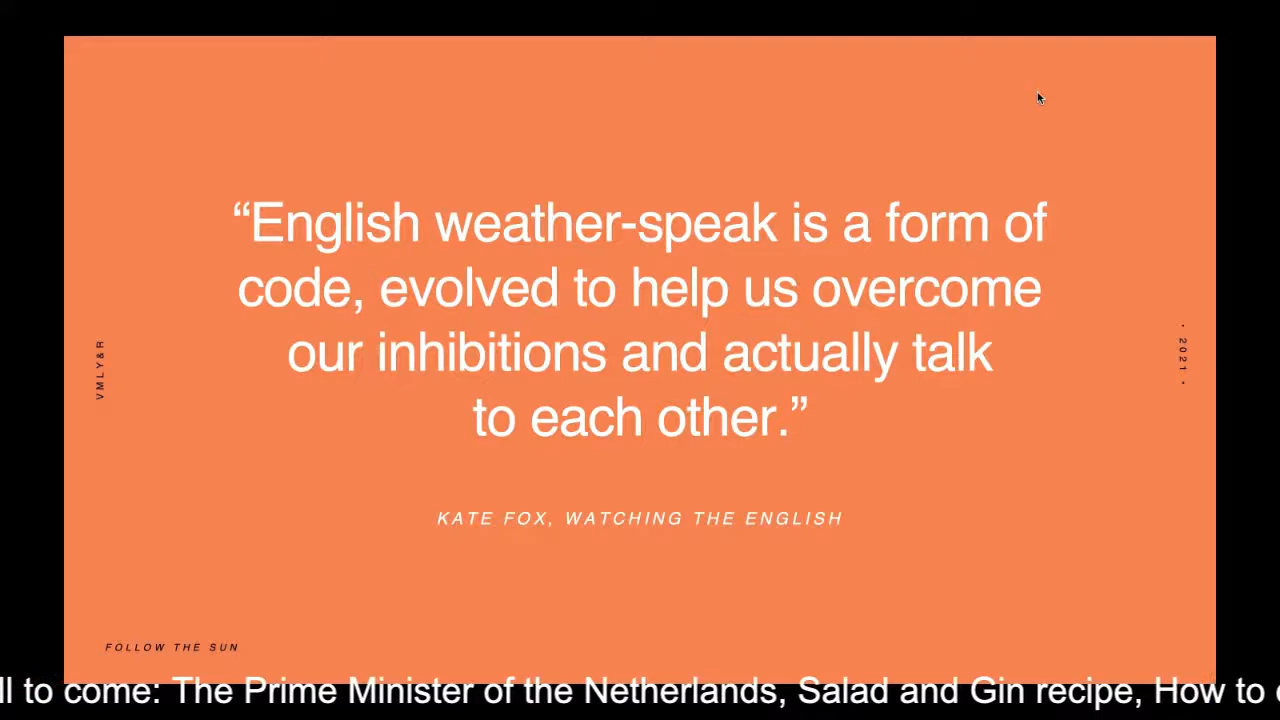 “English weather-speak is a form of
code, evolved to help us overcome
our inhibitions and actually talk
to each other.”
KATE FOX, WATCHING THE ENGLISH
VMLY&R
• 2021 •
FOLLOW THE SUN
to come: The Prime Minister of the Netherlands, Salad and Gin recipe, How to